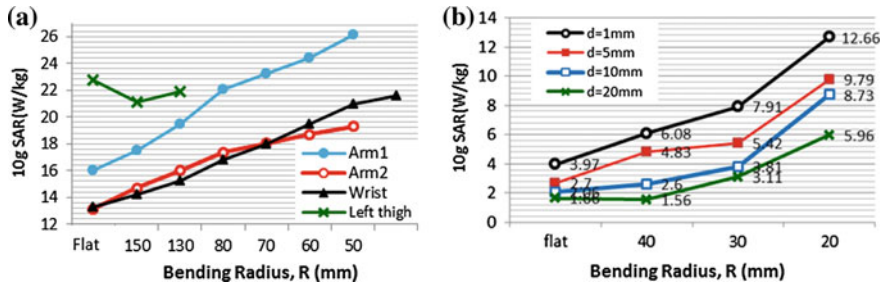 (a)
10g SAR(W/kg)
26
24
22
20
18
16
14
12
Arm1
Arm2
Wrist
Left thigh
Flat 150 130 80 70 60 50
Bending Radius, R (mm)
(b)
10g SAR(W/kg)
14
12
10
8
6
4
2
0
d=1mm
d=5mm
d=10mm
d=20mm
12.66
9.79
8.73
7.91
6.08
5.96
5.42
4.83
3.97
3.81
3.11
2.7
2.6
1.56
flat 40 30 20
Bending Radius, R (mm)